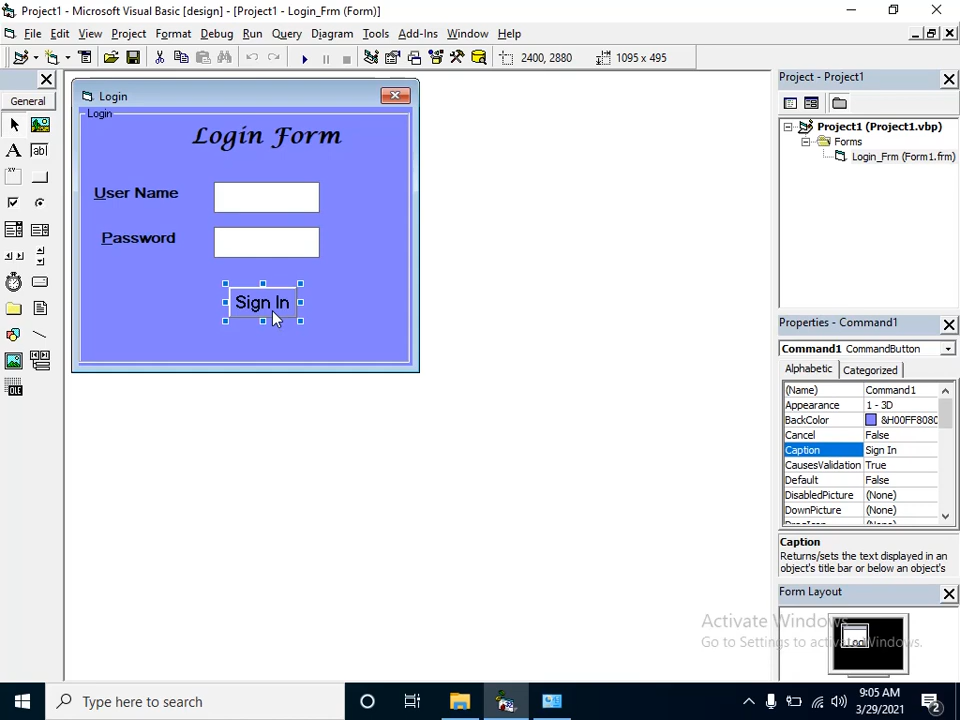 Project1 - Microsoft Visual Basic [design] - [Project1 - Login_Frm (Form)]
File Edit View Project Format Debug Run Query Diagram Tools Add-Ins Window Help
2400, 2880 1095 x 495
General
Login
Login
Login Form
User Name
Password
Sign In
Project - Project1
Project1 (Project1.vbp)
Forms
Login_Frm (Form1.frm)
Properties - Command1
Command1 CommandButton
Alphabetic Categorized
(Name) Command1
Appearance 1 - 3D
BackColor &H00FF8080
Cancel False
Caption Sign In
CausesValidation True
Default False
DisabledPicture (None)
DownPicture (None)
Caption
Returns/sets the text displayed in an
object's title bar or below an object's
Form Layout
Activate Windows
Go to Settings to activate Windows.
Type here to search
9:05 AM
3/29/2021
2